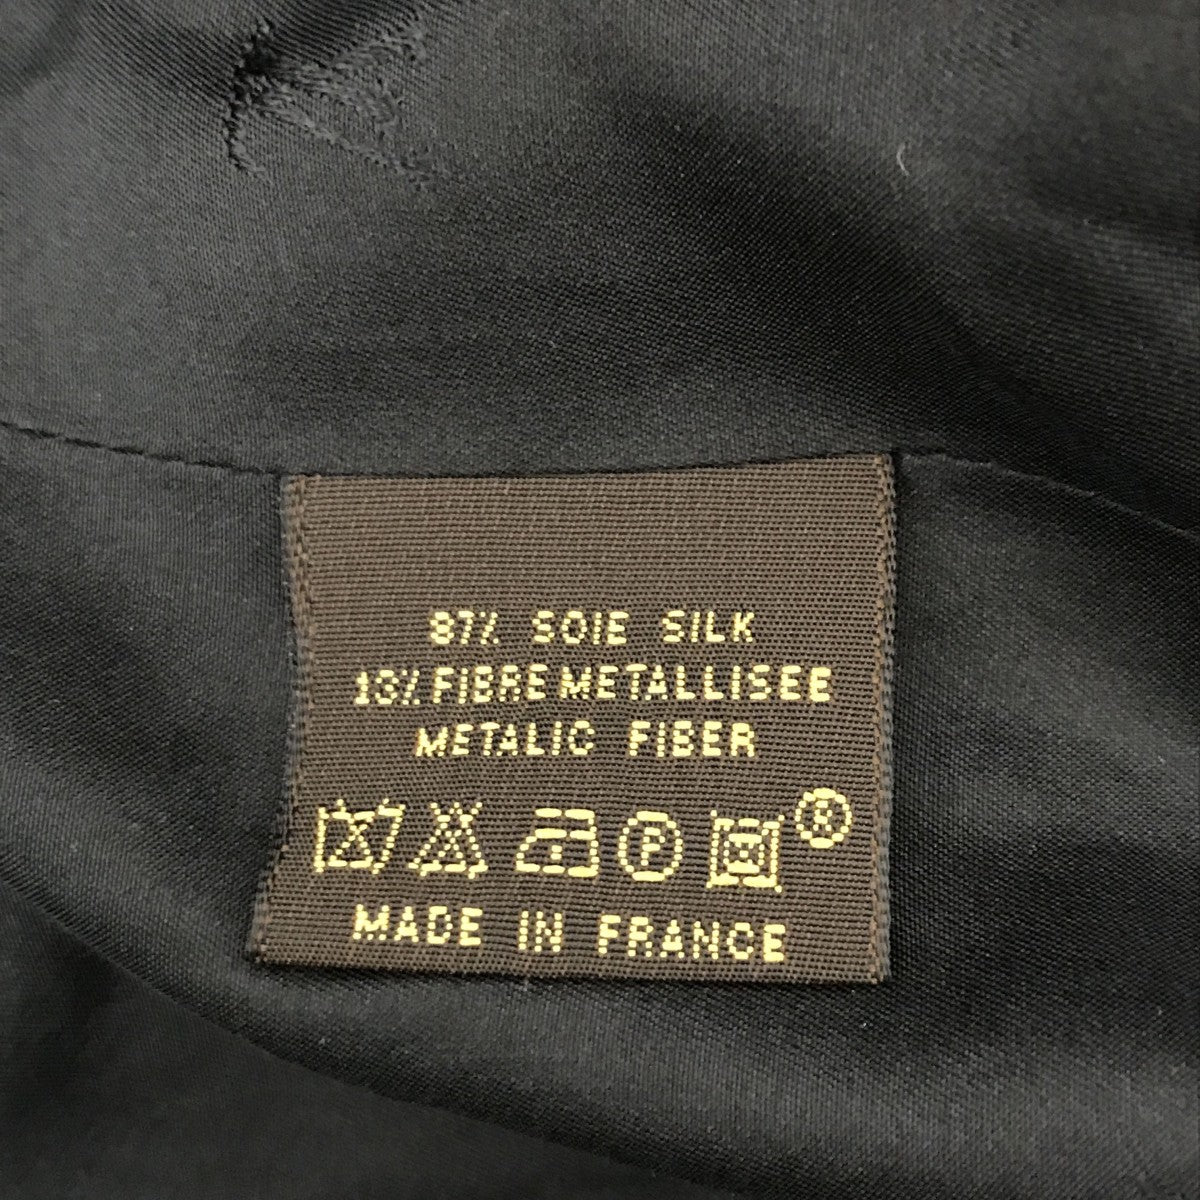 87% SOIE SILK
13% FIBRE METALLISEE
METALIC FIBER
P ®
MADE IN FRANCE